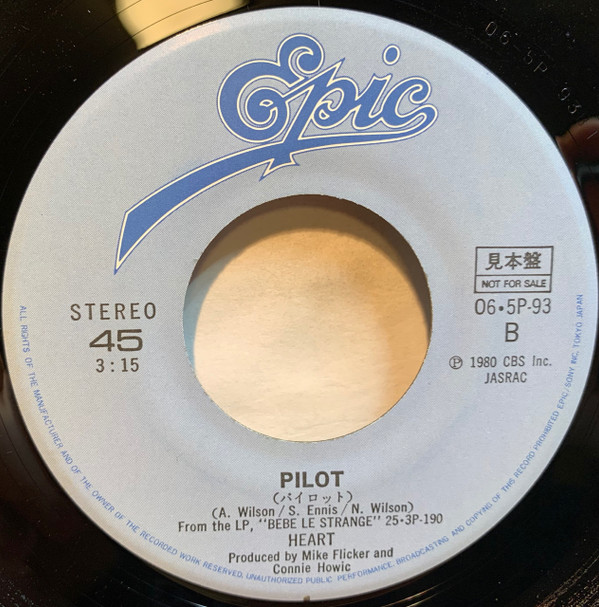 06 SP 93
Epic
見本盤
NOT FOR SALE
STEREO
06・5P-93
45
B
3:15
Ⓟ 1980 CBS Inc.
JASRAC
PILOT
(パイロット)
(A. Wilson/S. Ennis/N. Wilson)
From the LP, "BEBE LE STRANGE" 25・3P-190
HEART
Produced by Mike Flicker and
Connie Howic
ALL RIGHTS OF THE MANUFACTURER AND OF THE OWNER OF THE RECORDED WORK RESERVED. UNAUTHORIZED PUBLIC PERFORMANCE, BROADCASTING AND COPYING OF THIS RECORD PROHIBITED EPIC/SONY INC. TOKYO, JAPAN